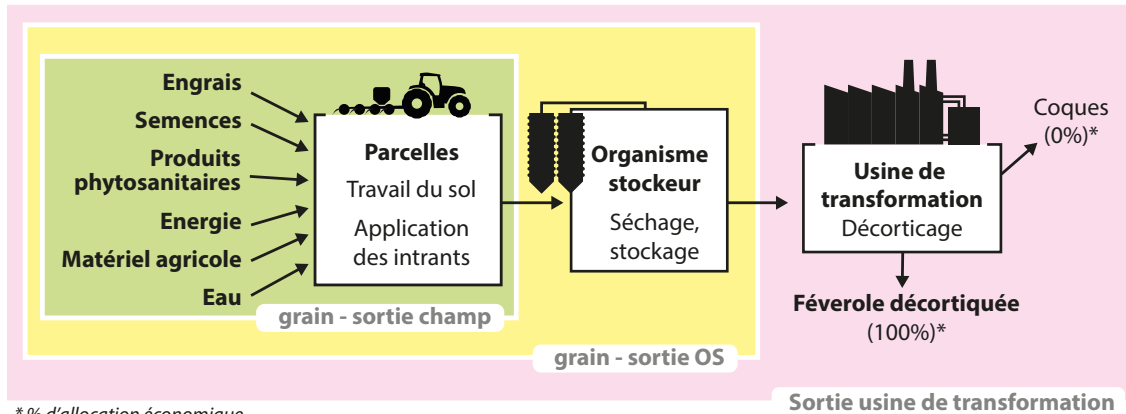 Engrais
Semences
Produits
phytosanitaires
Energie
Matériel agricole
Eau
Parcelles
Travail du sol
Application
des intrants
grain - sortie champ
Organisme
stockeur
Séchage,
stockage
grain - sortie OS
Usine de
transformation
Décorticage
Coques
(0%)*
Féverole décortiquée
(100%)*
Sortie usine de transformation
* % d'allocation économique